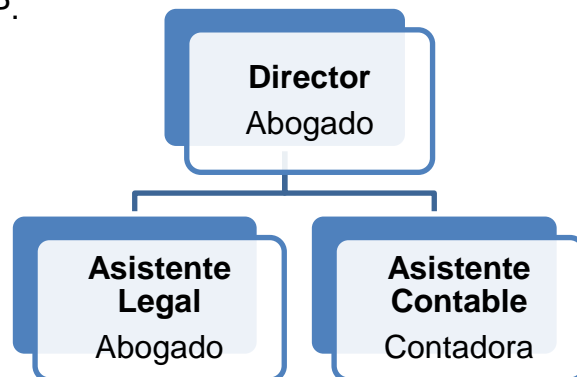 Director
Abogado
Asistente
Legal
Abogado
Asistente
Contable
Contadora